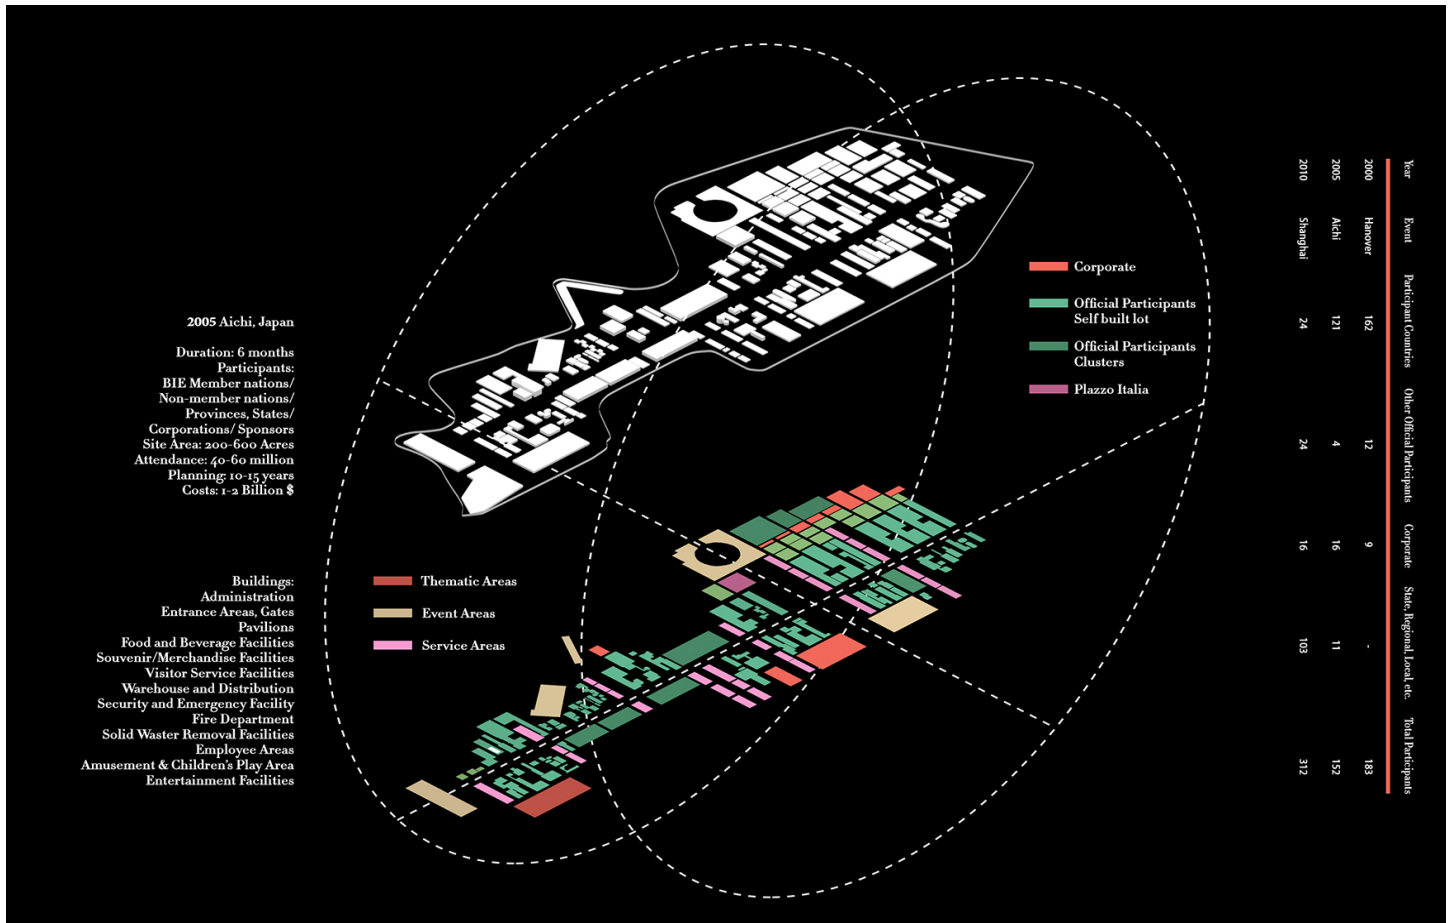 2005 Aichi, Japan
Duration: 6 months
Participants:
BIE Member nations/
Non-member nations/
Provinces, States/
Corporations/ Sponsors
Site Area: 200-600 Acres
Attendance: 40-60 million
Planning: 10-15 years
Costs: 1-2 Billion $
Buildings:
Administration
Entrance Areas, Gates
Pavilions
Food and Beverage Facilities
Souvenir/Merchandise Facilities
Visitor Service Facilities
Warehouse and Distribution
Security and Emergency Facility
Fire Department
Solid Waster Removal Facilities
Employee Areas
Amusement & Children's Play Area
Entertainment Facilities
Thematic Areas
Event Areas
Service Areas
Corporate
Official Participants
Self built lot
Official Participants
Clusters
Plazzo Italia
Year Event Participant Countries Other Official Participants Corporate State, Regional, Local, etc. Total Participants
2000 Hanover 162 12 9 - 183
2005 Aichi 121 4 16 11 152
2010 Shanghai 24 24 16 103 312